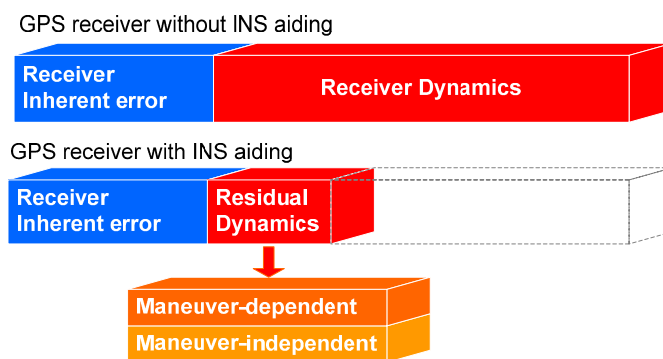 GPS receiver without INS aiding
Receiver
Inherent error
Receiver Dynamics
GPS receiver with INS aiding
Receiver
Inherent error
Residual
Dynamics
Maneuver-dependent
Maneuver-independent